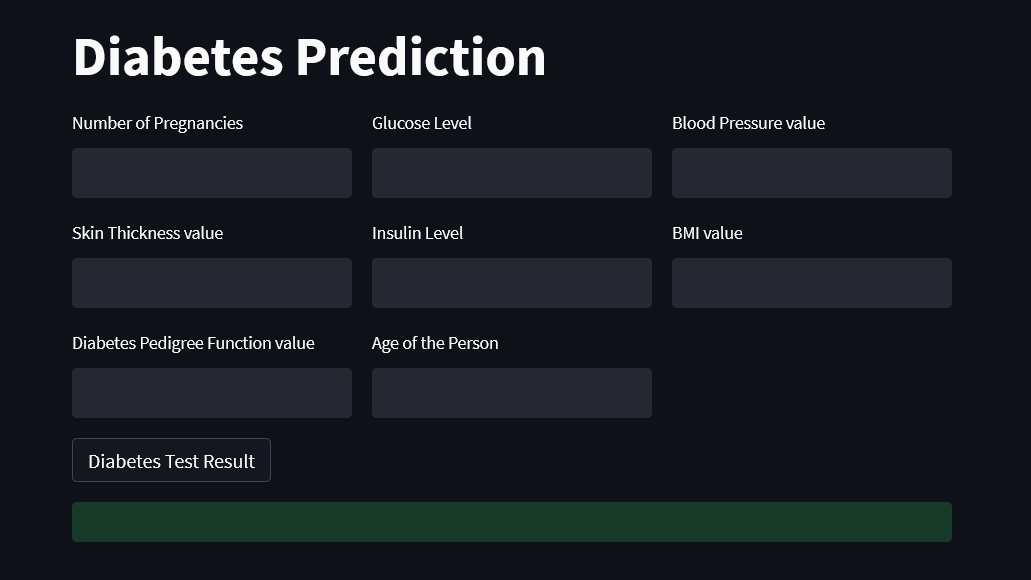 Diabetes Prediction
Number of Pregnancies
Glucose Level
Blood Pressure value
Skin Thickness value
Insulin Level
BMI value
Diabetes Pedigree Function value
Age of the Person
Diabetes Test Result